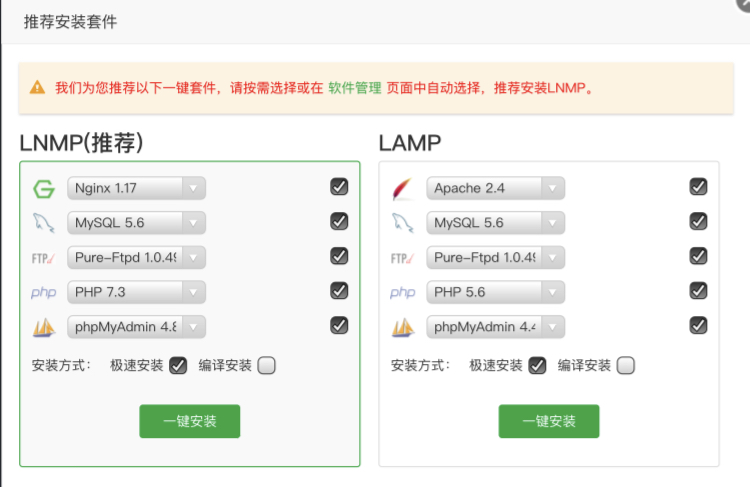 推荐安装套件
我们为您推荐以下一键套件，请按需选择或在 软件管理 页面中自动选择，推荐安装LNMP。
LNMP(推荐)
Nginx 1.17
MySQL 5.6
FTP
Pure-Ftpd 1.0.49
php
PHP 7.3
phpMyAdmin 4.8
安装方式： 极速安装 编译安装
一键安装
LAMP
Apache 2.4
MySQL 5.6
FTP
Pure-Ftpd 1.0.49
php
PHP 5.6
phpMyAdmin 4.4
安装方式： 极速安装 编译安装
一键安装